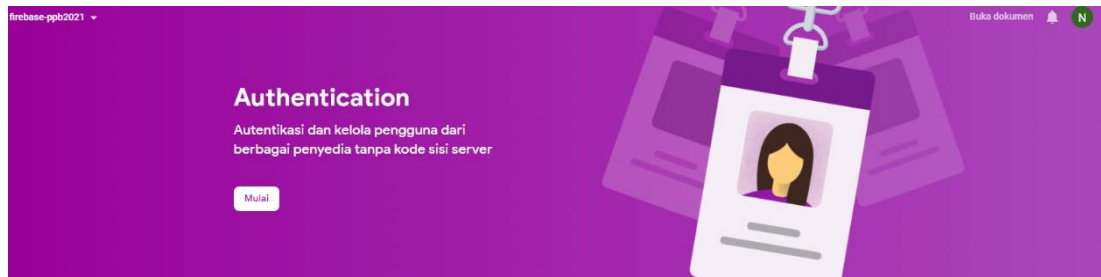 firebase-ppb2021
Buka dokumen
N
Authentication
Autentikasi dan kelola pengguna dari
berbagai penyedia tanpa kode sisi server
Mulai